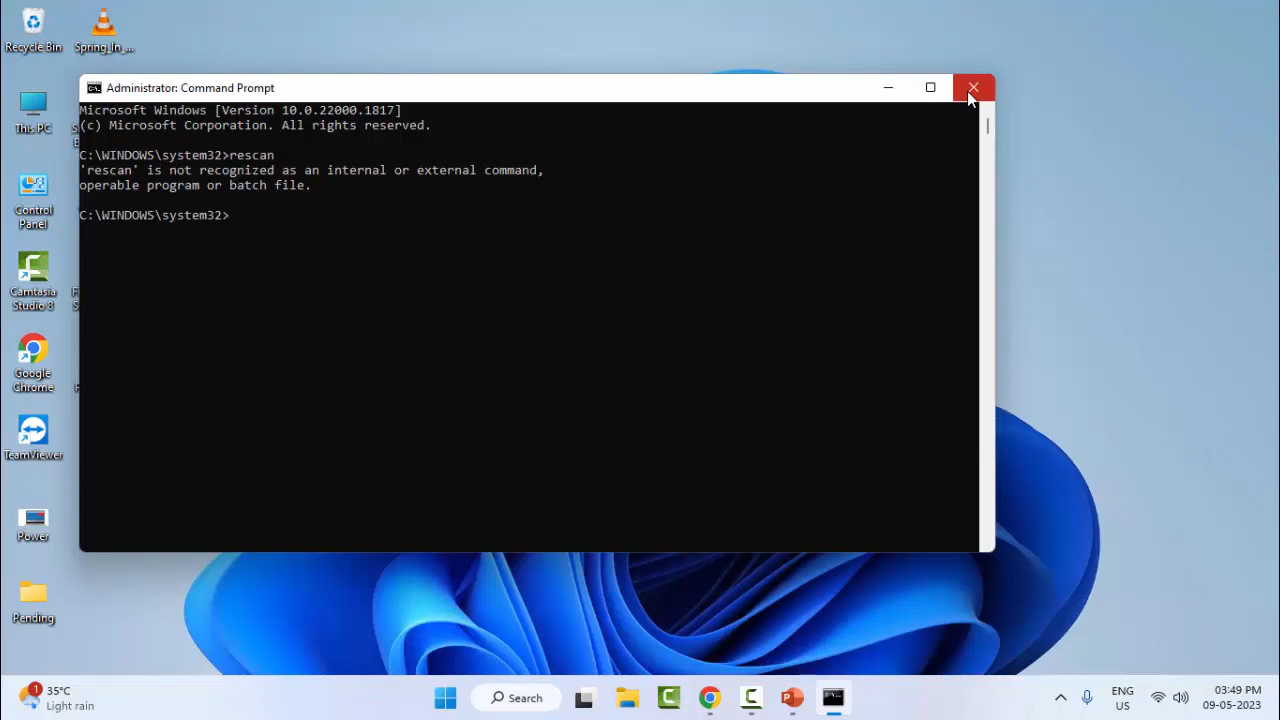 Recycle Bin
Spring_In_...
This PC
Control
Panel
Camtasia
Studio 8
Google
Chrome
TeamViewer
Power
Pending
Administrator: Command Prompt
Microsoft Windows [Version 10.0.22000.1817]
(c) Microsoft Corporation. All rights reserved.
C:\WINDOWS\system32>rescan
'rescan' is not recognized as an internal or external command,
operable program or batch file.
C:\WINDOWS\system32>
1
35°C
Light rain
Search
ENG
US
03:49 PM
09-05-2023